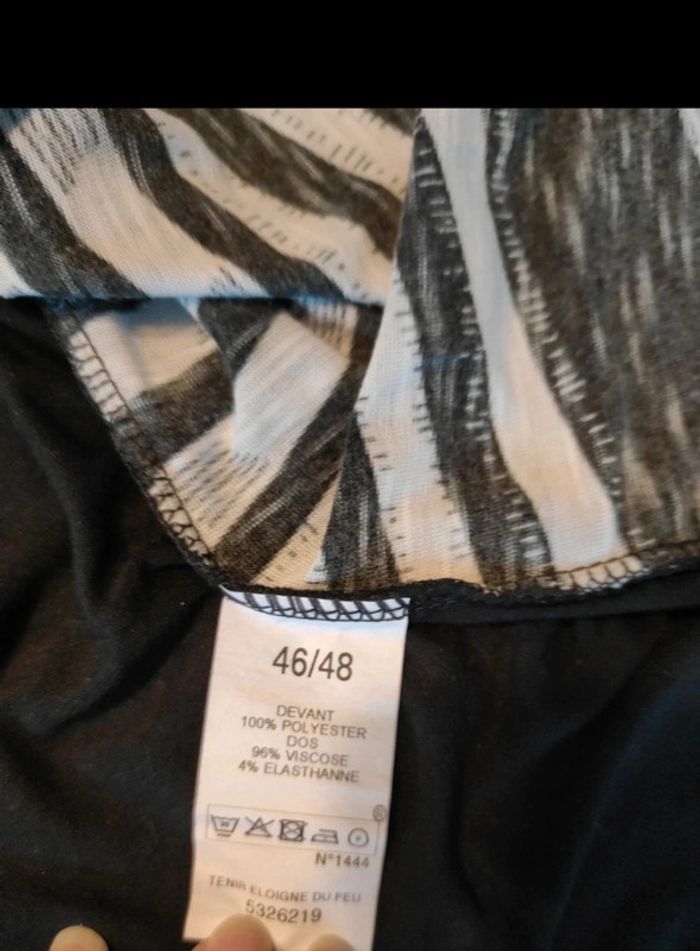 46/48
DEVANT
100% POLYESTER
DOS
96% VISCOSE
4% ELASTHANNE
®
N°1444
TENIR ELOIGNE DU FEU
5326219